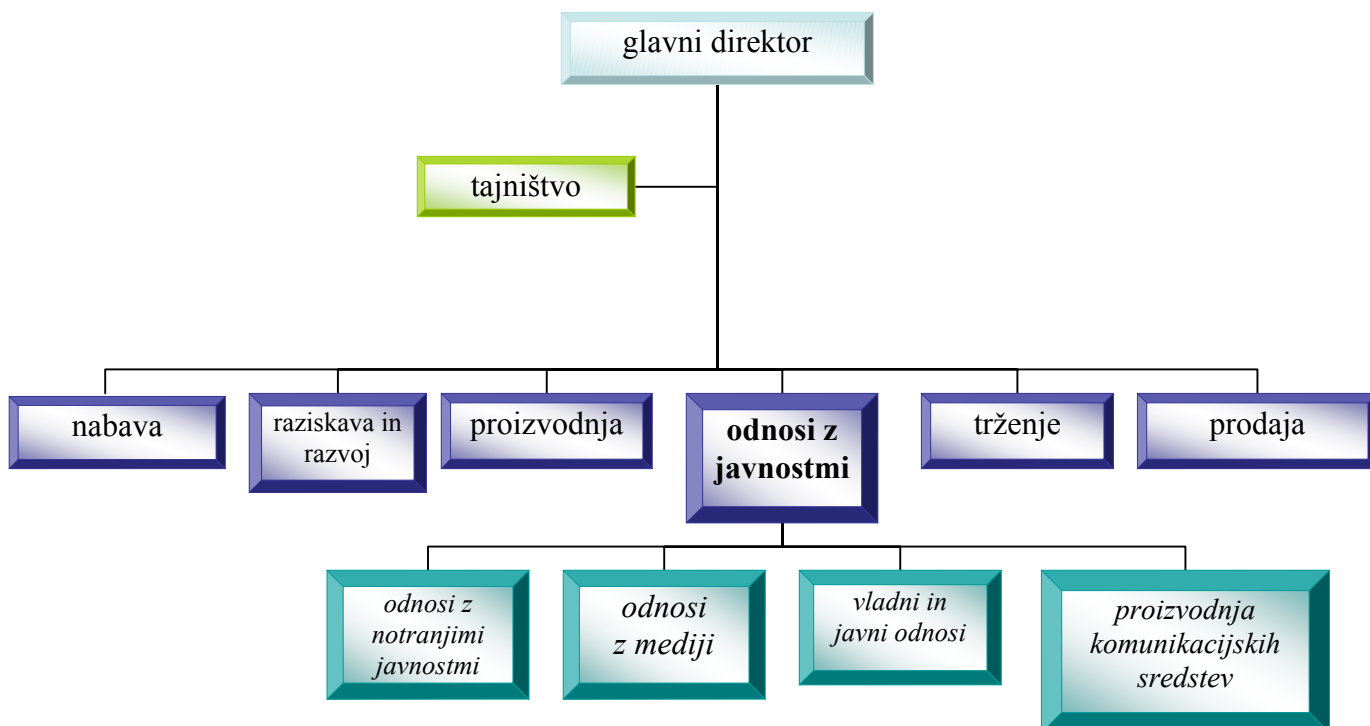 glavni direktor
tajništvo
nabava
raziskava in
razvoj
proizvodnja
odnosi z
javnostmi
trženje
prodaja
odnosi z
notranjimi
javnostmi
odnosi
z mediji
vladni in
javni odnosi
proizvodnja
komunikacijskih
sredstev